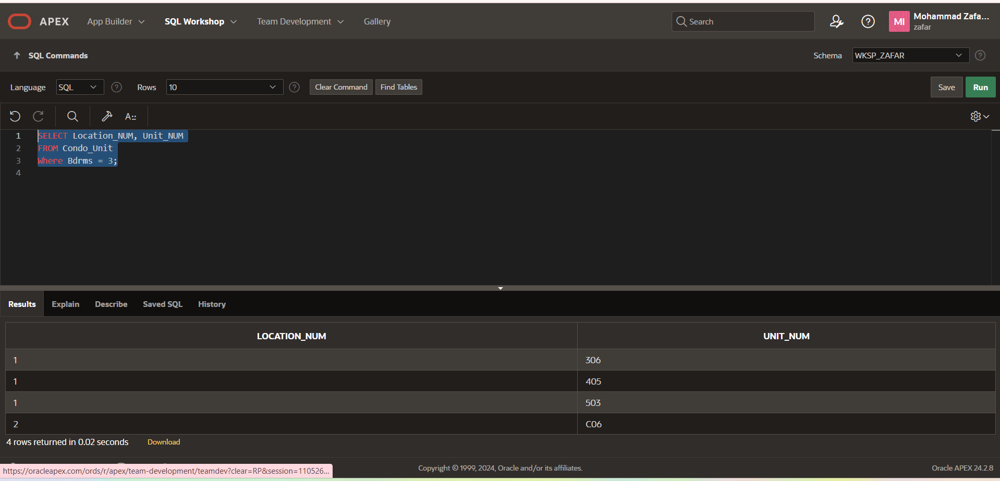 APEX App Builder SQL Workshop Team Development Gallery Search MI Mohammad Zafa...
zafar
SQL Commands Schema WKSP_ZAFAR
Language SQL Rows 10 Clear Command Find Tables Save Run
1 SELECT Location_NUM, Unit_NUM
2 FROM Condo_Unit
3 Where Bdrms = 3;
4
Results Explain Describe Saved SQL History
LOCATION_NUM UNIT_NUM
1 306
1 405
1 503
2 C06
4 rows returned in 0.02 seconds Download
https://oracleapex.com/ords/r/apex/team-development/teamdev?clear=RP&session=110526...
Copyright © 1999, 2024, Oracle and/or its affiliates. Oracle APEX 24.2.8